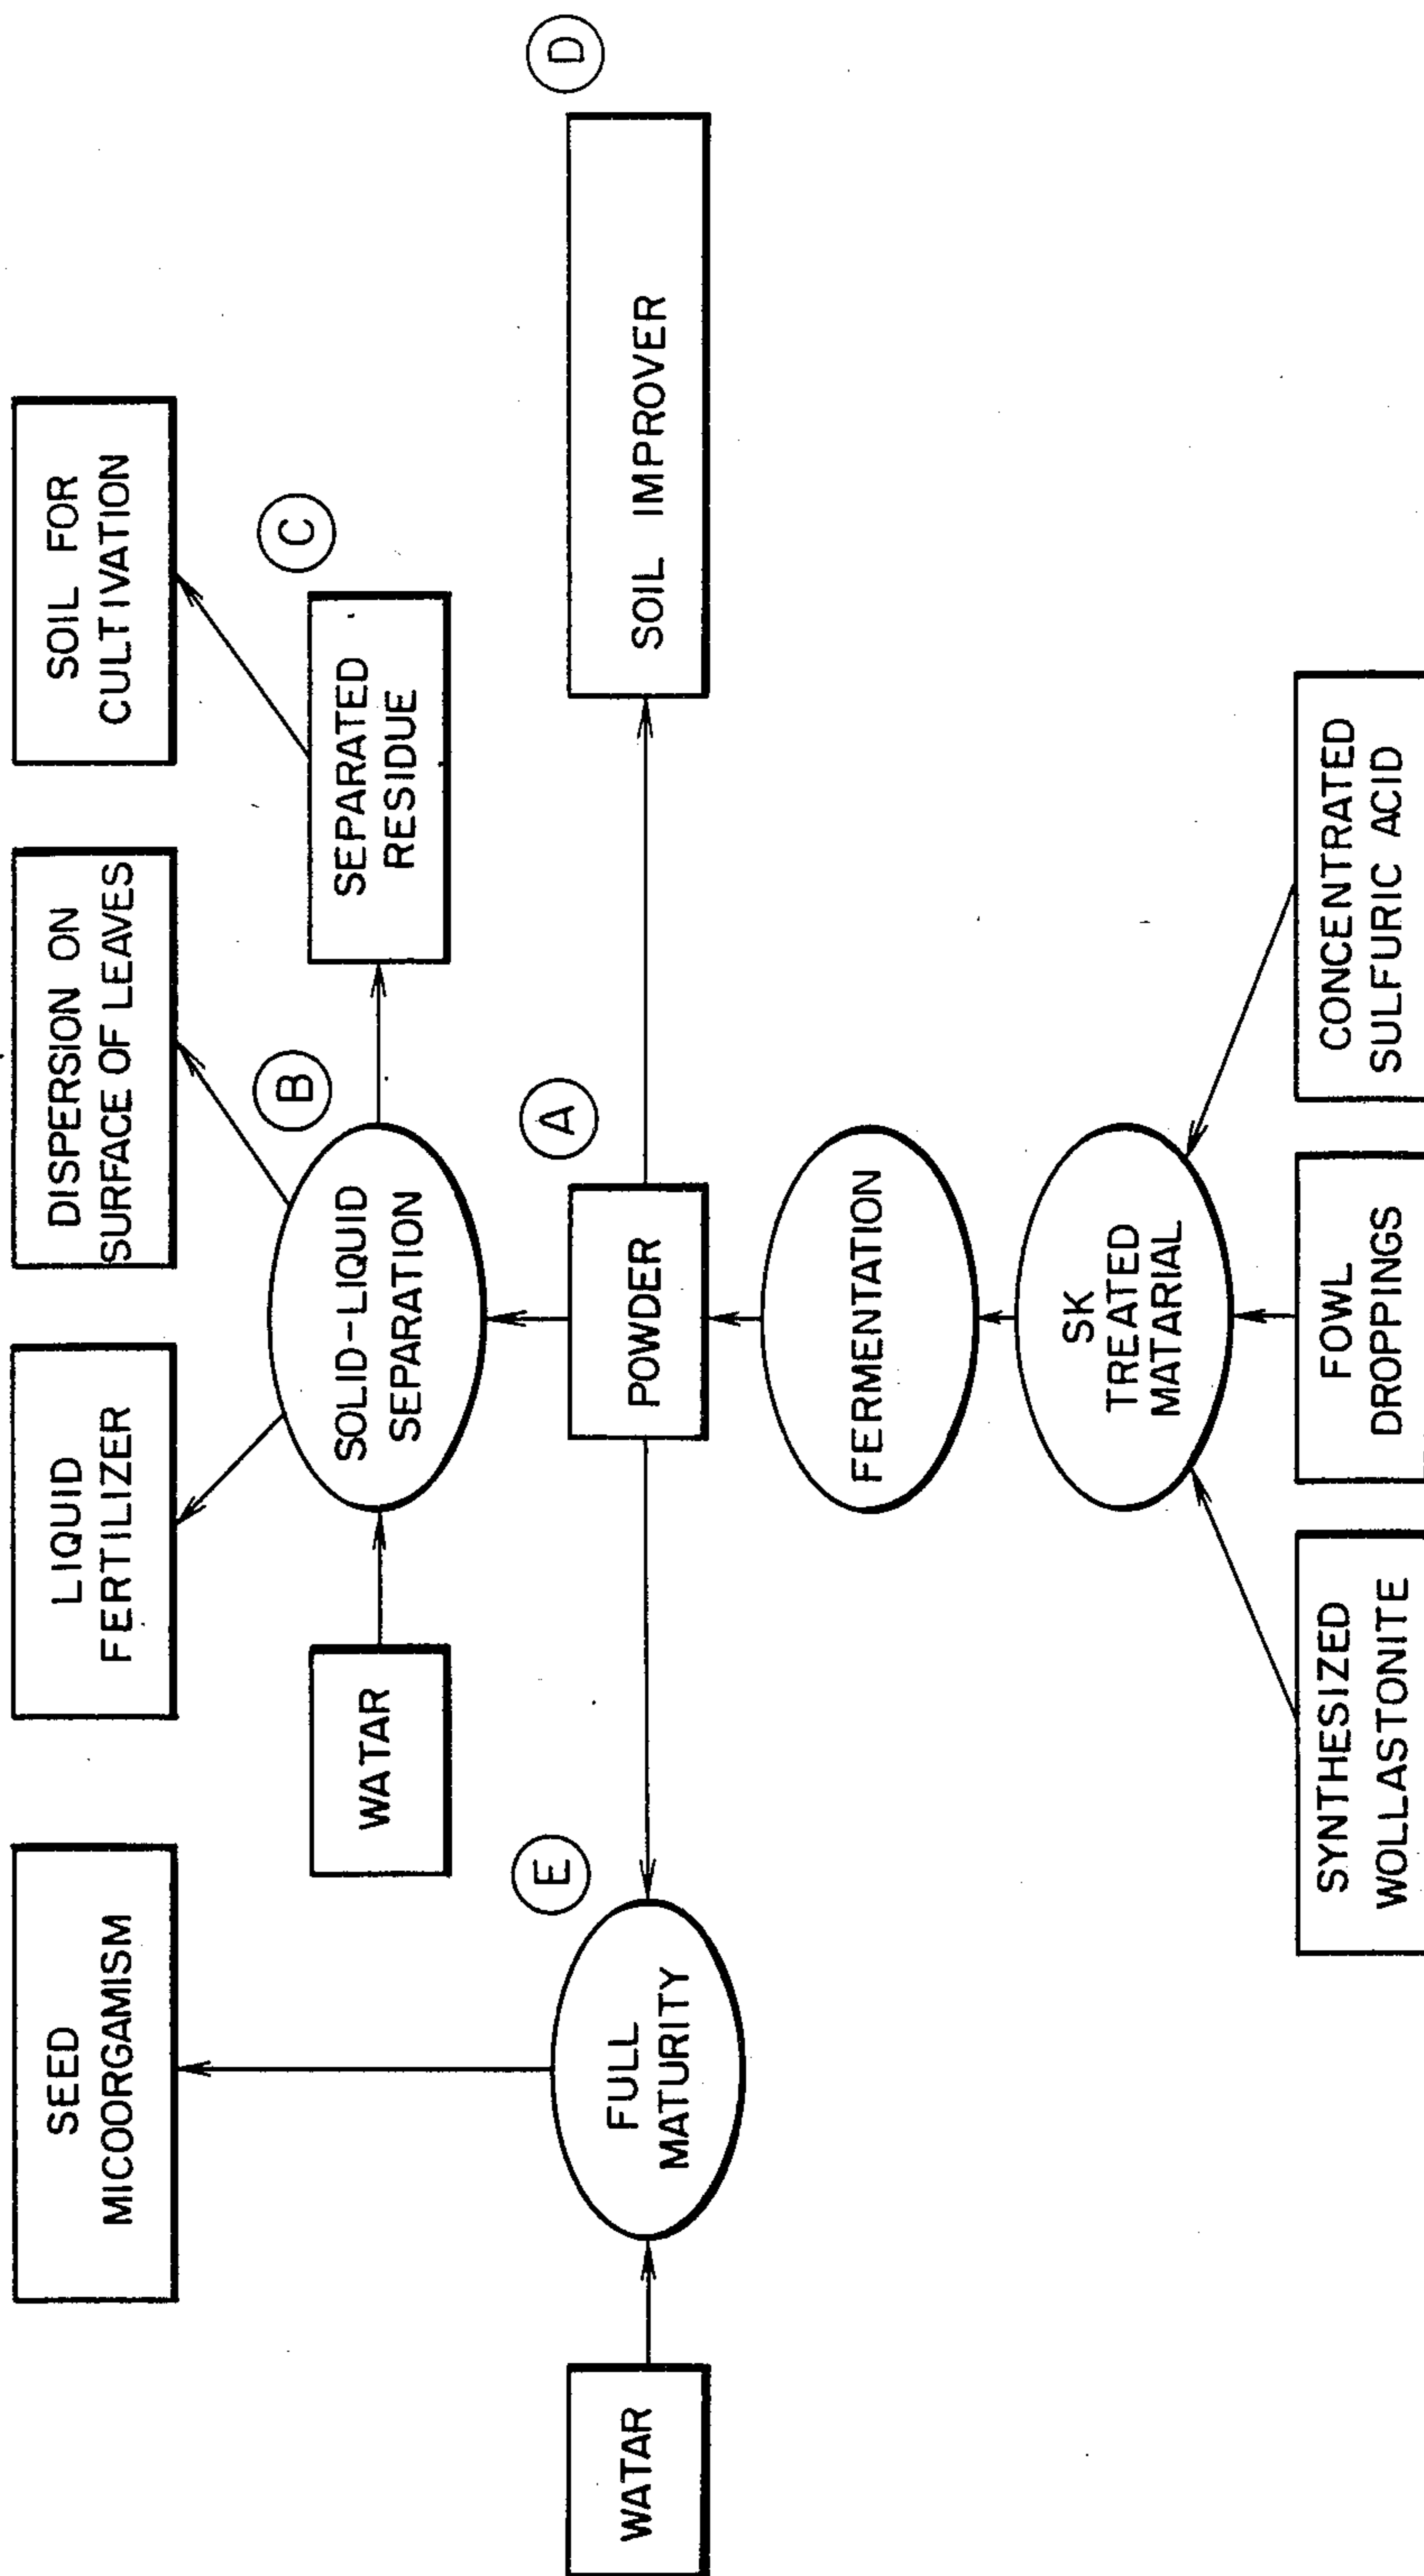 SEED
MICOORGAMISM
LIQUID
FERTILIZER
DISPERSION ON
SURFACE OF LEAVES
SOIL FOR
CULTIVATION
WATAR
SOLID-LIQUID
SEPARATION
B
SEPARATED
RESIDUE
C
WATAR
FULL
MATURITY
E
POWDER
A
SOIL IMPROVER
D
FERMENTATION
SK
TREATED
MATARIAL
SYNTHESIZED
WOLLASTONITE
FOWL
DROPPINGS
CONCENTRATED
SULFURIC ACID